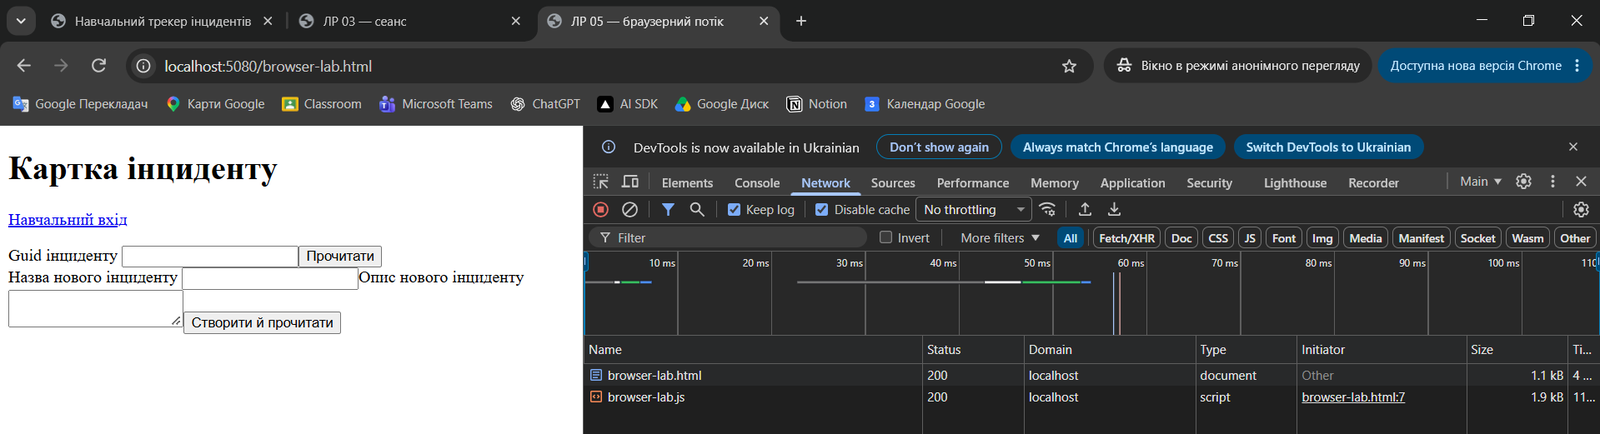 Навчальний трекер інцидентів
ЛР 03 — сеанс
ЛР 05 — браузерний потік
localhost:5080/browser-lab.html
Вікно в режимі анонімного перегляду
Доступна нова версія Chrome
Google Перекладач
Карти Google
Classroom
Microsoft Teams
ChatGPT
AI SDK
Google Диск
Notion
3 Календар Google
Картка інциденту
Навчальний вхід
Guid інциденту Прочитати
Назва нового інциденту Опис нового інциденту
Створити й прочитати
DevTools is now available in Ukrainian Don't show again Always match Chrome's language Switch DevTools to Ukrainian
Elements Console Network Sources Performance Memory Application Security Lighthouse Recorder Main
Keep log Disable cache No throttling
Filter Invert More filters All Fetch/XHR Doc CSS JS Font Img Media Manifest Socket Wasm Other
10 ms 20 ms 30 ms 40 ms 50 ms 60 ms 70 ms 80 ms 90 ms 100 ms 110
Name Status Domain Type Initiator Size Ti...
browser-lab.html 200 localhost document Other 1.1 kB 4 ...
browser-lab.js 200 localhost script browser-lab.html:7 1.9 kB 11...